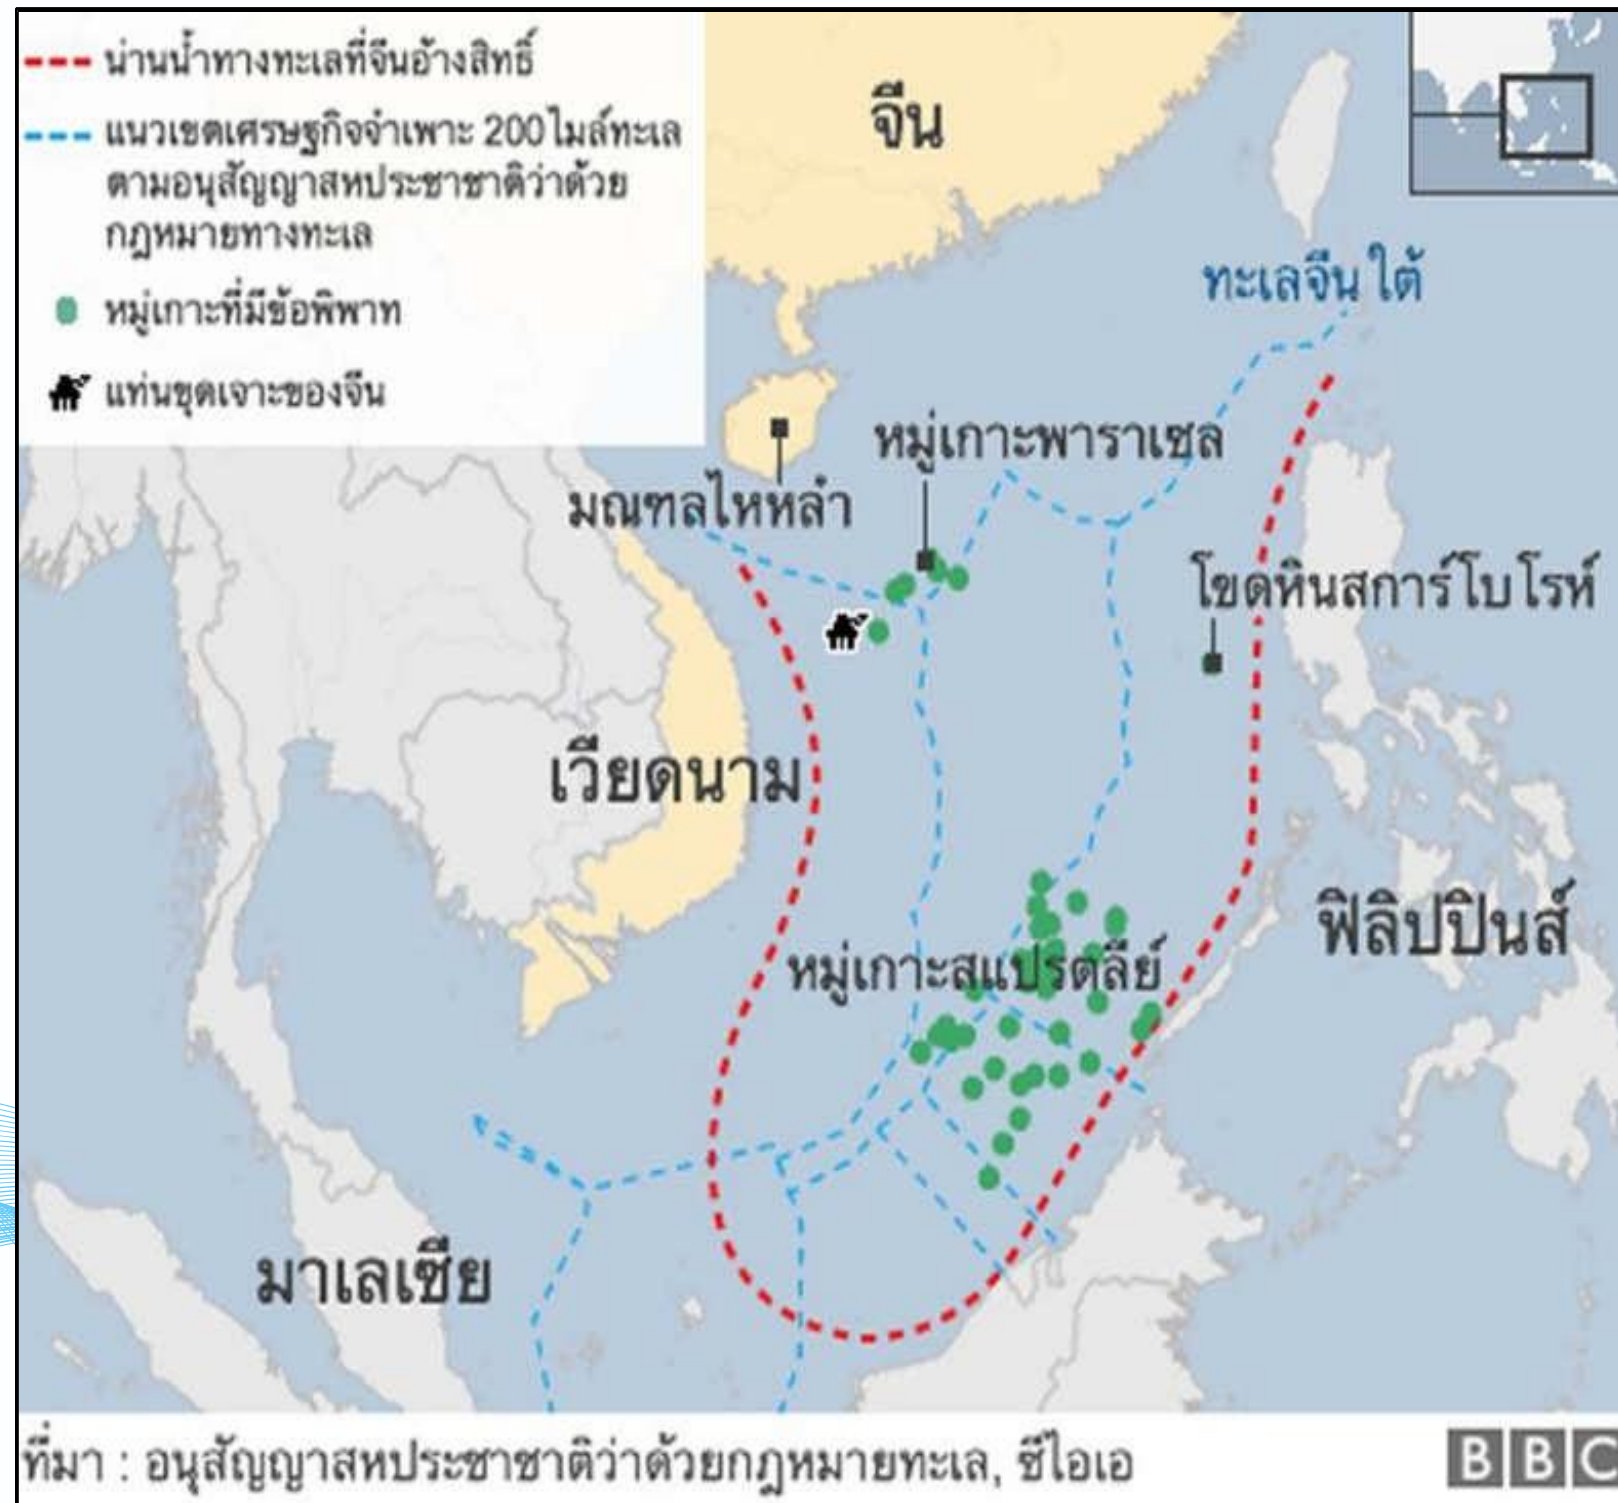 น่านน้ำทางทะเลที่จีนอ้างสิทธิ์
แนวเขตเศรษฐกิจจำเพาะ 200 ไมล์ทะเล
ตามอนุสัญญาสหประชาชาติว่าด้วย
กฎหมายทางทะเล
หมู่เกาะที่มีข้อพิพาท
แท่นขุดเจาะของจีน
จีน
ทะเลจีนใต้
หมู่เกาะพาราเซล
มณฑลไหหลำ
โขดหินสการ์โบโรห์
เวียดนาม
ฟิลิปปินส์
หมู่เกาะสแปรตลีย์
มาเลเซีย
ที่มา : อนุสัญญาสหประชาชาติว่าด้วยกฎหมายทะเล, ซีไอเอ
BBC